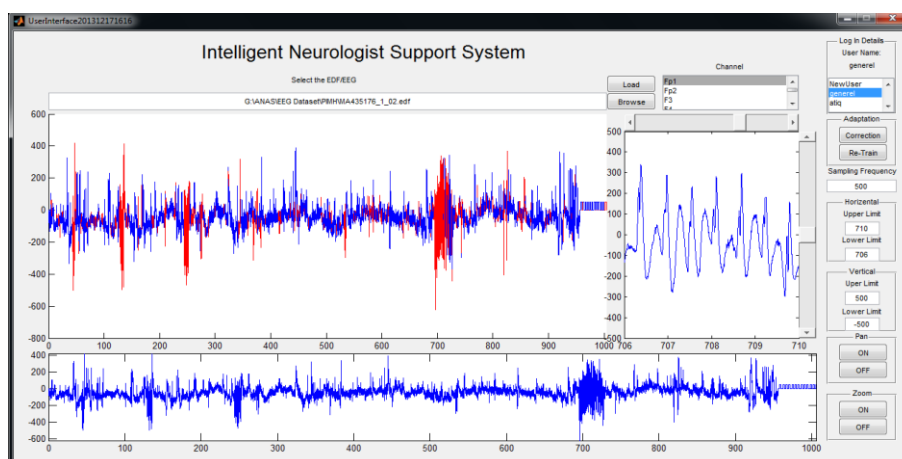 UserInterface201312171616
Intelligent Neurologist Support System
Select the EDF/EEG
G:\ANAS\EEG Dataset\PMH\MA435176_1_02.edf
Load
Browse
Channel
Fp1
Fp2
F3
Log In Details
User Name:
generel
NewUser
generel
atiq
Adaptation
Correction
Re-Train
Sampling Frequency
500
Horizontal
Upper Limit
710
Lower Limit
706
Vertical
Uper Limit
500
Lower Limit
-500
Pan
ON
OFF
Zoom
ON
OFF
600
400
200
0
-200
-400
-600
-800
0 100 200 300 400 500 600 700 800 900 1000
500
400
300
200
100
0
-100
-200
-300
-400
-500
706 707 708 709 710
400
200
0
-200
-400
-600
0 100 200 300 400 500 600 700 800 900 1000